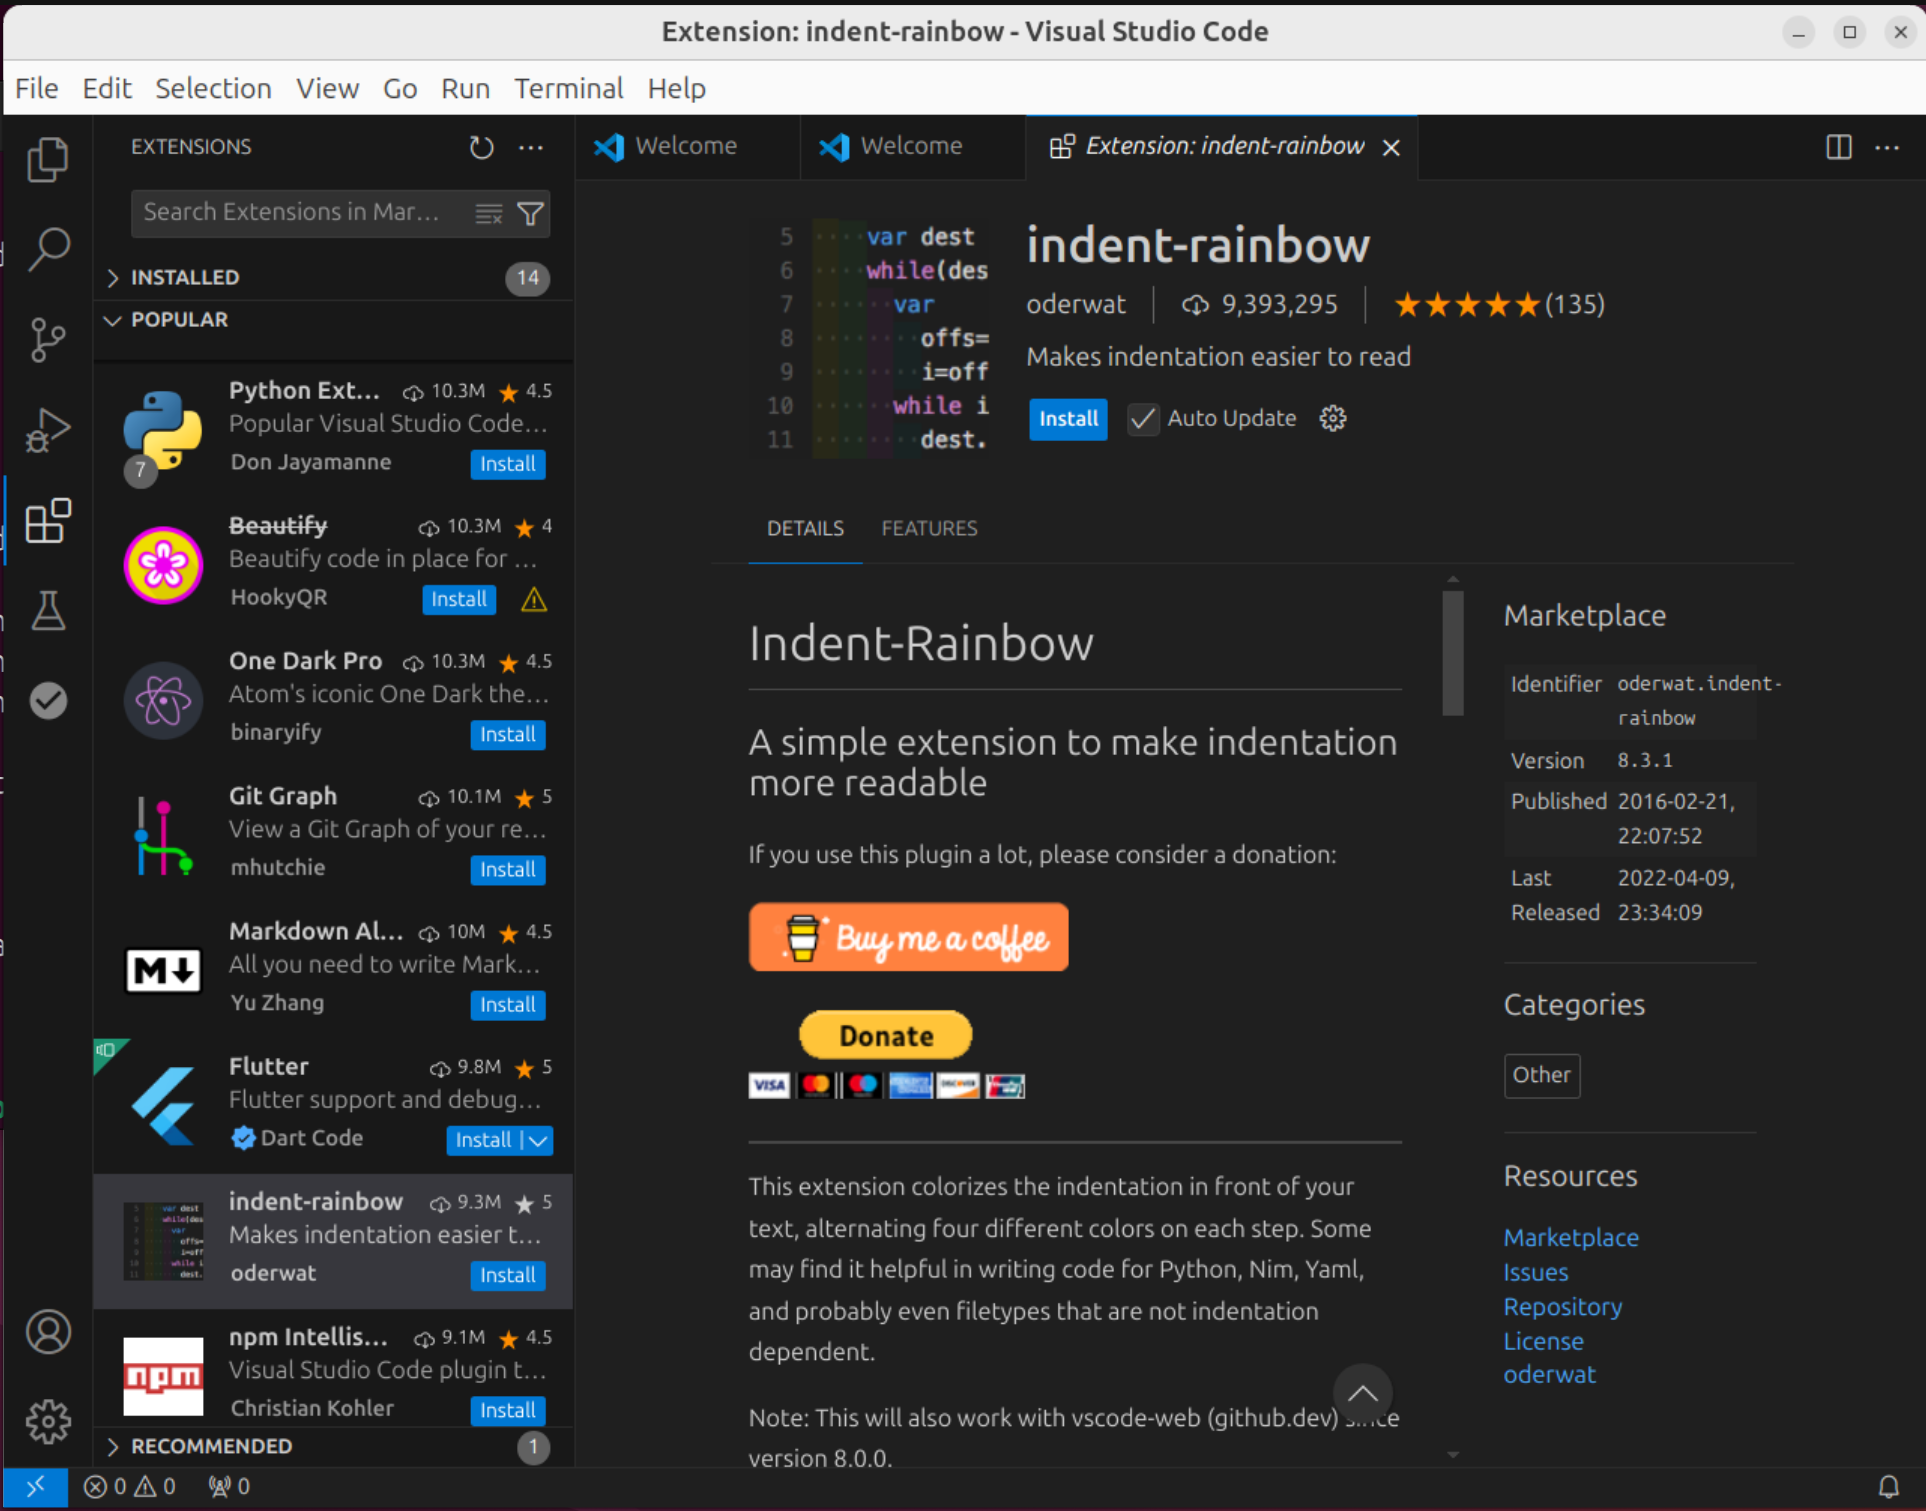 Extension: indent-rainbow - Visual Studio Code
File Edit Selection View Go Run Terminal Help
EXTENSIONS
Search Extensions in Mar...
INSTALLED 14
POPULAR
Python Ext... 10.3M 4.5
Popular Visual Studio Code...
Don Jayamanne Install
7
Beautify 10.3M 4
Beautify code in place for ...
HookyQR Install
One Dark Pro 10.3M 4.5
Atom's iconic One Dark the...
binaryify Install
Git Graph 10.1M 5
View a Git Graph of your re...
mhutchie Install
Markdown Al... 10M 4.5
All you need to write Mark...
Yu Zhang Install
Flutter 9.8M 5
Flutter support and debug...
Dart Code Install
indent-rainbow 9.3M 5
Makes indentation easier t...
oderwat Install
npm Intellis... 9.1M 4.5
Visual Studio Code plugin t...
Christian Kohler Install
npm
RECOMMENDED 1
Welcome
Welcome
Extension: indent-rainbow
5 var dest
6 while(des
7 var
8 offs=
9 i=off
10 while i
11 dest.
indent-rainbow
oderwat 9,393,295 (135)
Makes indentation easier to read
Install Auto Update
DETAILS FEATURES
Indent-Rainbow
A simple extension to make indentation
more readable
If you use this plugin a lot, please consider a donation:
Buy me a coffee
Donate
VISA
DISCOVER
This extension colorizes the indentation in front of your
text, alternating four different colors on each step. Some
may find it helpful in writing code for Python, Nim, Yaml,
and probably even filetypes that are not indentation
dependent.
Note: This will also work with vscode-web (github.dev) since
version 8.0.0.
Marketplace
Identifier oderwat.indent-
rainbow
Version 8.3.1
Published 2016-02-21,
22:07:52
Last 2022-04-09,
Released 23:34:09
Categories
Other
Resources
Marketplace
Issues
Repository
License
oderwat
0 0 0